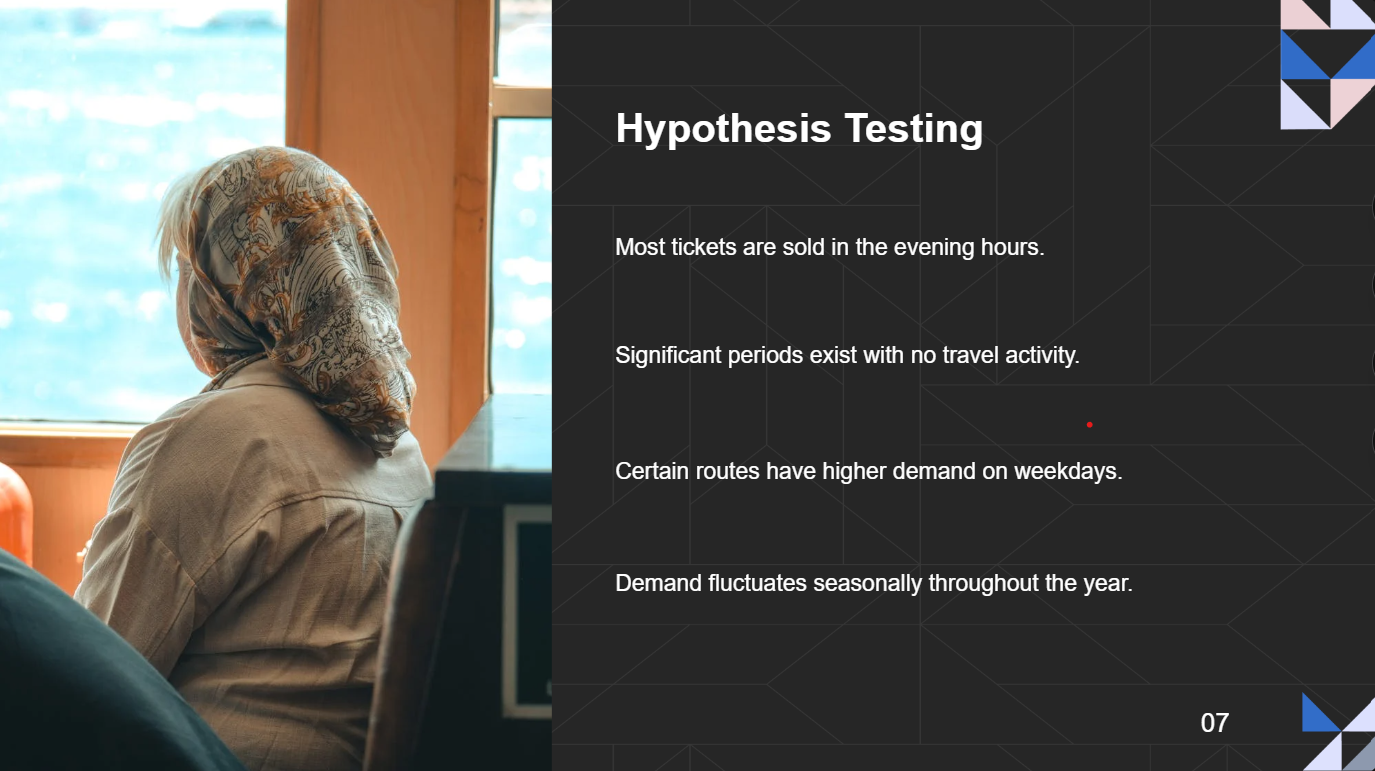 Hypothesis Testing
Most tickets are sold in the evening hours.
Significant periods exist with no travel activity.
Certain routes have higher demand on weekdays.
Demand fluctuates seasonally throughout the year.
07